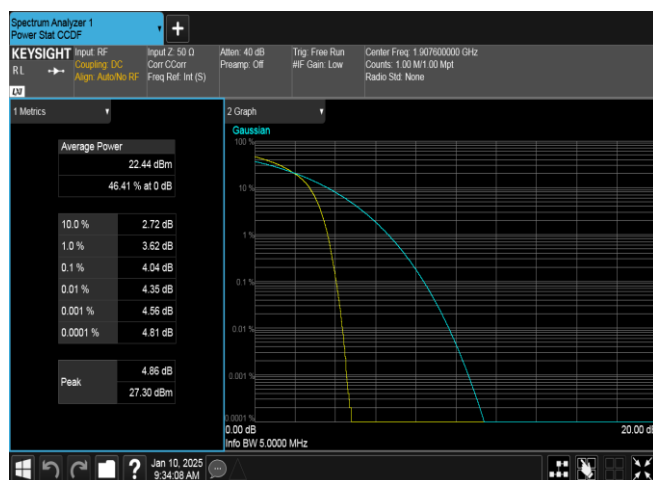 Spectrum Analyzer 1
Power Stat CCDF
+
KEYSIGHT
RL
LXI
Input: RF
Coupling: DC
Align: Auto/No RF
Input Z: 50 Ω
Corr CCorr
Freq Ref: Int (S)
Atten: 40 dB
Preamp: Off
Trig: Free Run
#IF Gain: Low
Center Freq: 1.907600000 GHz
Counts: 1.00 M/1.00 Mpt
Radio Std: None
1 Metrics
Average Power
22.44 dBm
46.41 % at 0 dB
10.0 % 2.72 dB
1.0 % 3.62 dB
0.1 % 4.04 dB
0.01 % 4.35 dB
0.001 % 4.56 dB
0.0001 % 4.81 dB
Peak
4.86 dB
27.30 dBm
2 Graph
Gaussian
100 %
10 %
1 %
0.1 %
0.01 %
0.001 %
0.0001 %
0.00 dB
20.00 dB
Info BW 5.0000 MHz
?
Jan 10, 2025
9:34:08 AM